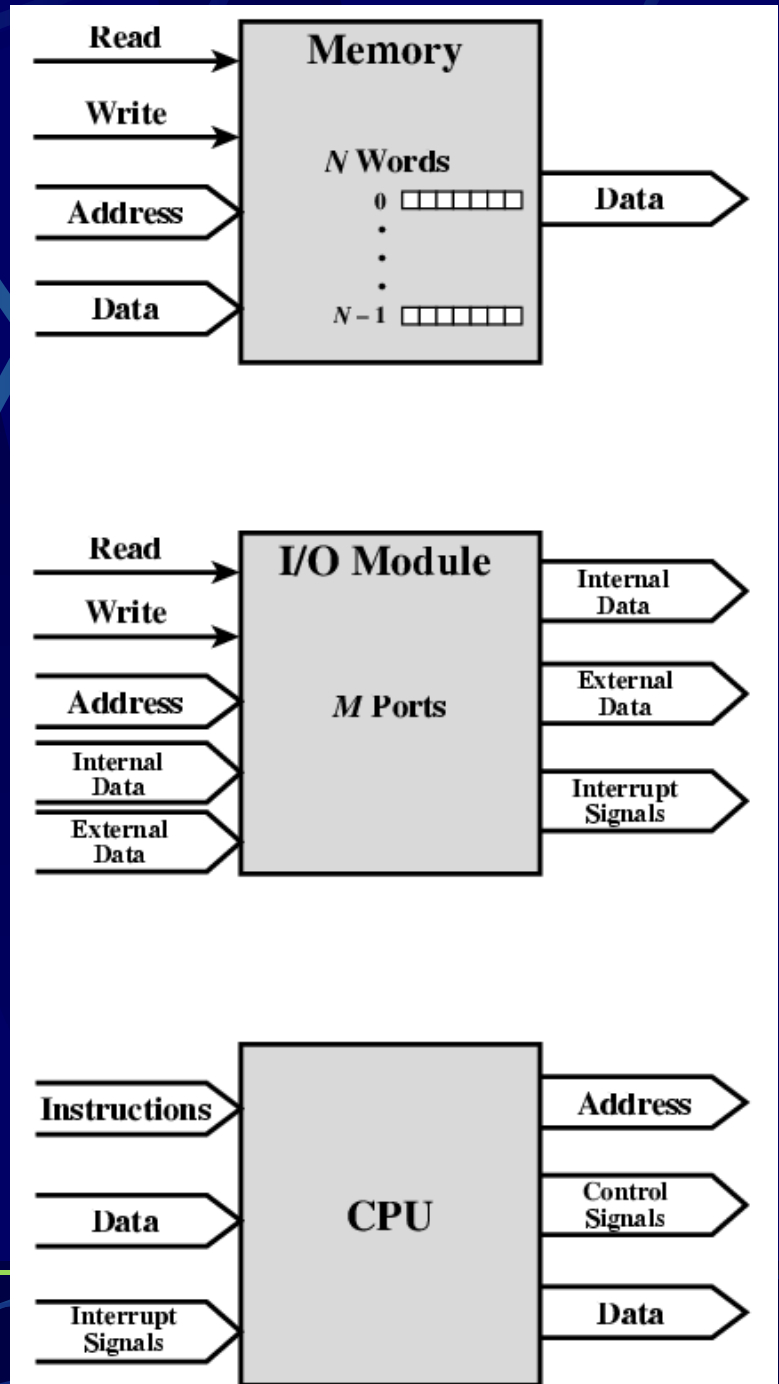 Read
Memory
Write
N Words
Address
0
Data
Data
N – 1
Read
I/O Module
Write
Internal
Data
Address
M Ports
External
Data
Internal
Data
Interrupt
Signals
External
Data
Instructions
Address
Data
CPU
Control
Signals
Interrupt
Signals
Data